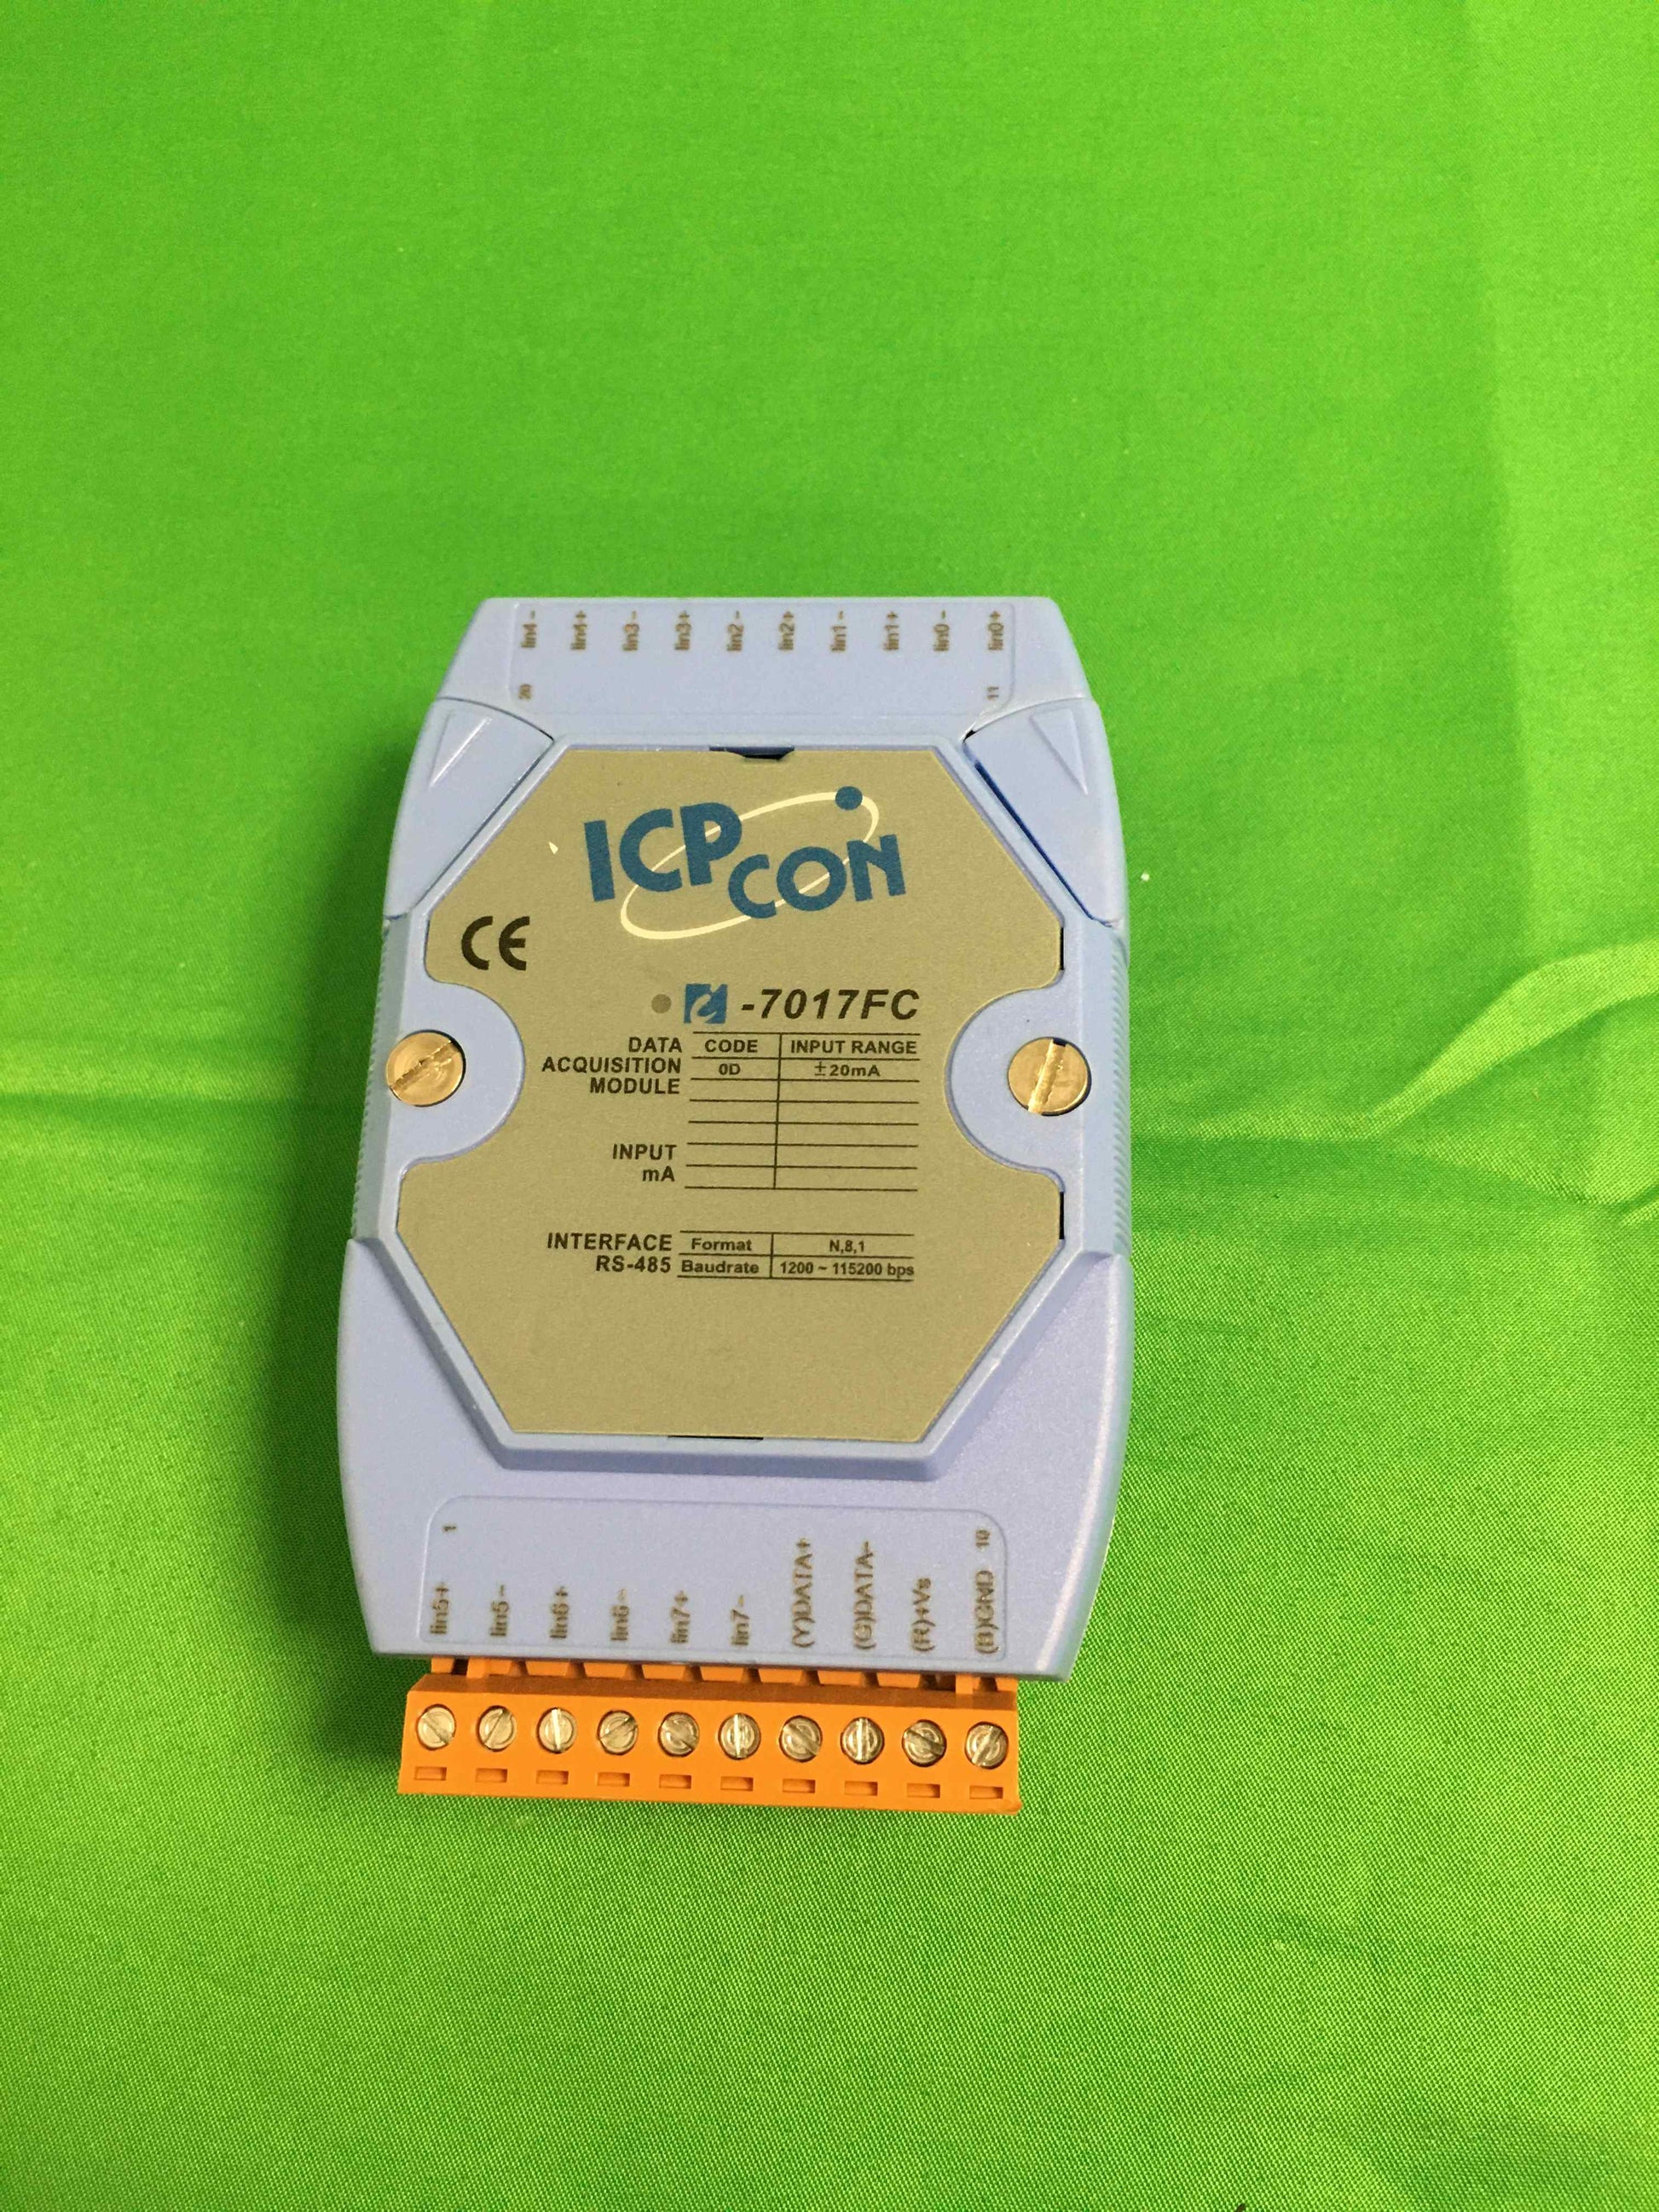 Iin4- Iin4+ Iin3- Iin3+ Iin2- Iin2+ Iin1- Iin1+ Iin0- Iin0+
20 11
ICP CON
CE
-7017FC
DATA ACQUISITION MODULE
CODE INPUT RANGE
0D ±20mA
INPUT
mA
INTERFACE Format N,8,1
RS-485 Baudrate 1200 ~ 115200 bps
1 10
Iin5+ Iin5- Iin6+ Iin6- Iin7+ Iin7- (Y)DATA+ (G)DATA- (R)+Vs (B)GND